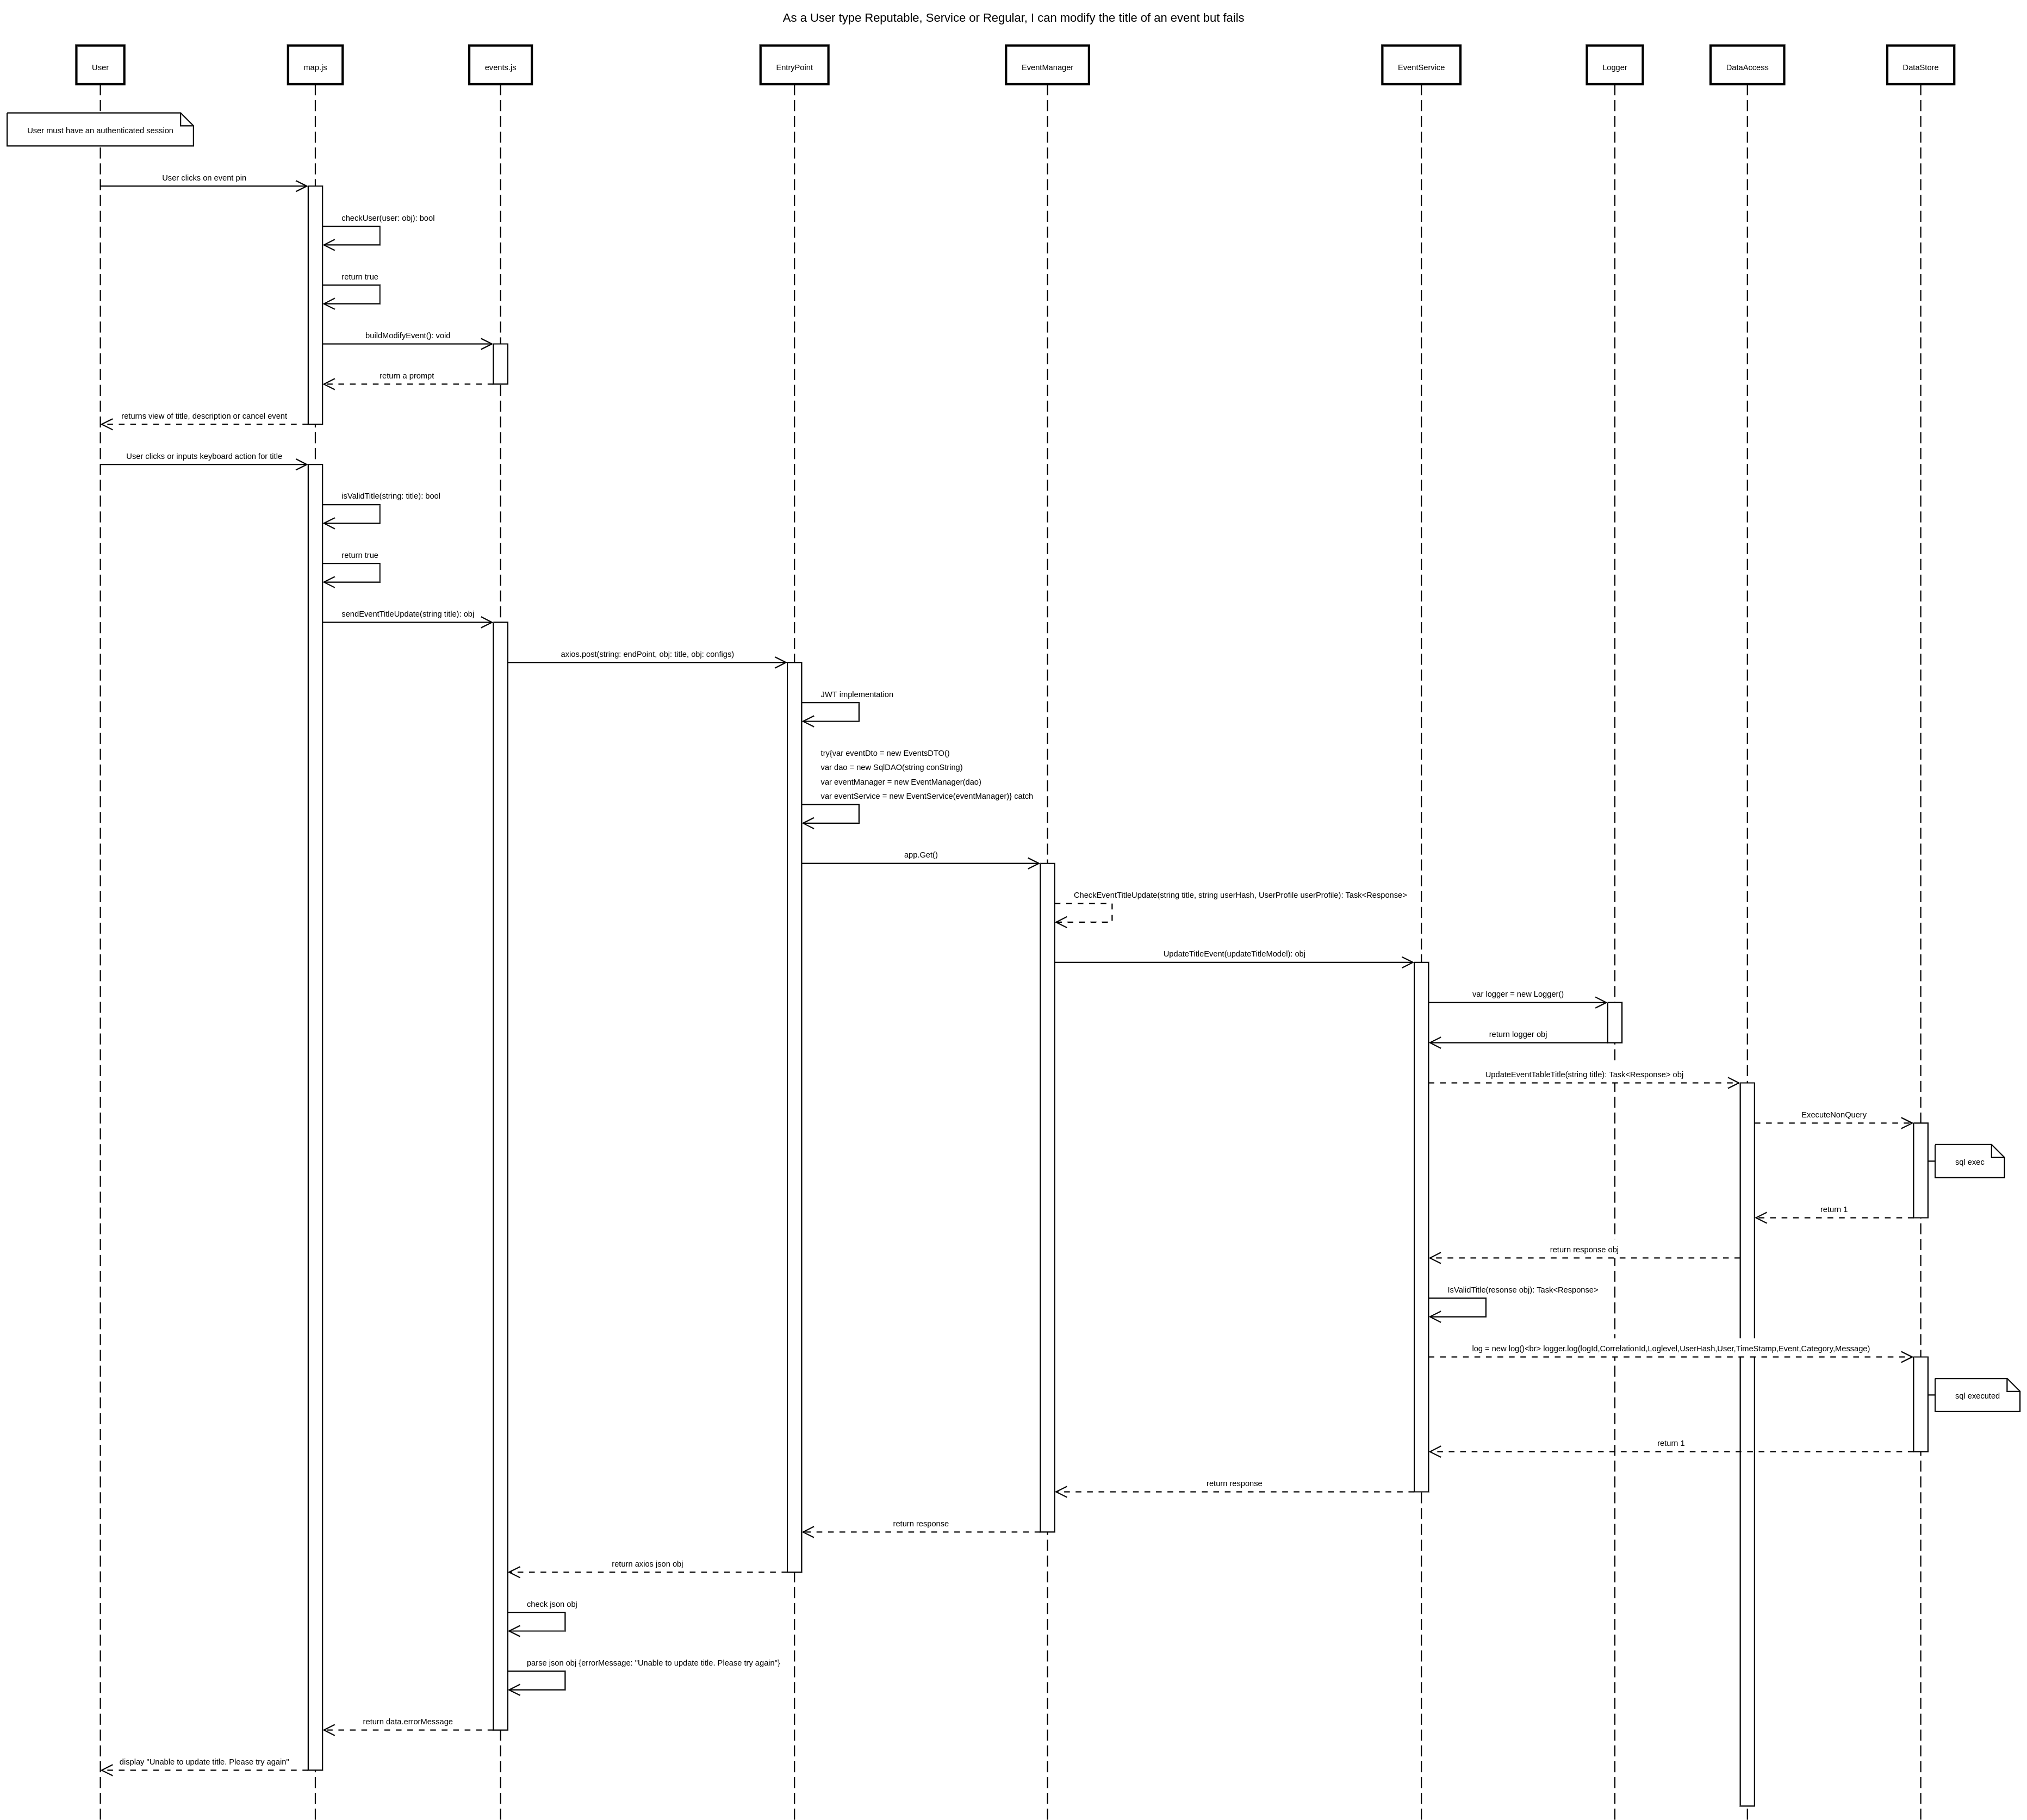 As a User type Reputable, Service or Regular, I can modify the title of an event but fails
User
map.js
events.js
EntryPoint
EventManager
EventService
Logger
DataAccess
DataStore
User must have an authenticated session
User clicks on event pin
checkUser(user: obj): bool
return true
buildModifyEvent(): void
return a prompt
returns view of title, description or cancel event
User clicks or inputs keyboard action for title
isValidTitle(string: title): bool
return true
sendEventTitleUpdate(string title): obj
axios.post(string: endPoint, obj: title, obj: configs)
JWT implementation
try{var eventDto = new EventsDTO()
var dao = new SqlDAO(string conString)
var eventManager = new EventManager(dao)
var eventService = new EventService(eventManager)} catch
app.Get()
CheckEventTitleUpdate(string title, string userHash, UserProfile userProfile): Task<Response>
UpdateTitleEvent(updateTitleModel): obj
var logger = new Logger()
return logger obj
UpdateEventTableTitle(string title): Task<Response> obj
ExecuteNonQuery
sql exec
return 1
return response obj
IsValidTitle(resonse obj): Task<Response>
log = new log()<br> logger.log(logId,CorrelationId,Loglevel,UserHash,User,TimeStamp,Event,Category,Message)
sql executed
return 1
return response
return response
return axios json obj
check json obj
parse json obj {errorMessage: "Unable to update title. Please try again"}
return data.errorMessage
display "Unable to update title. Please try again"